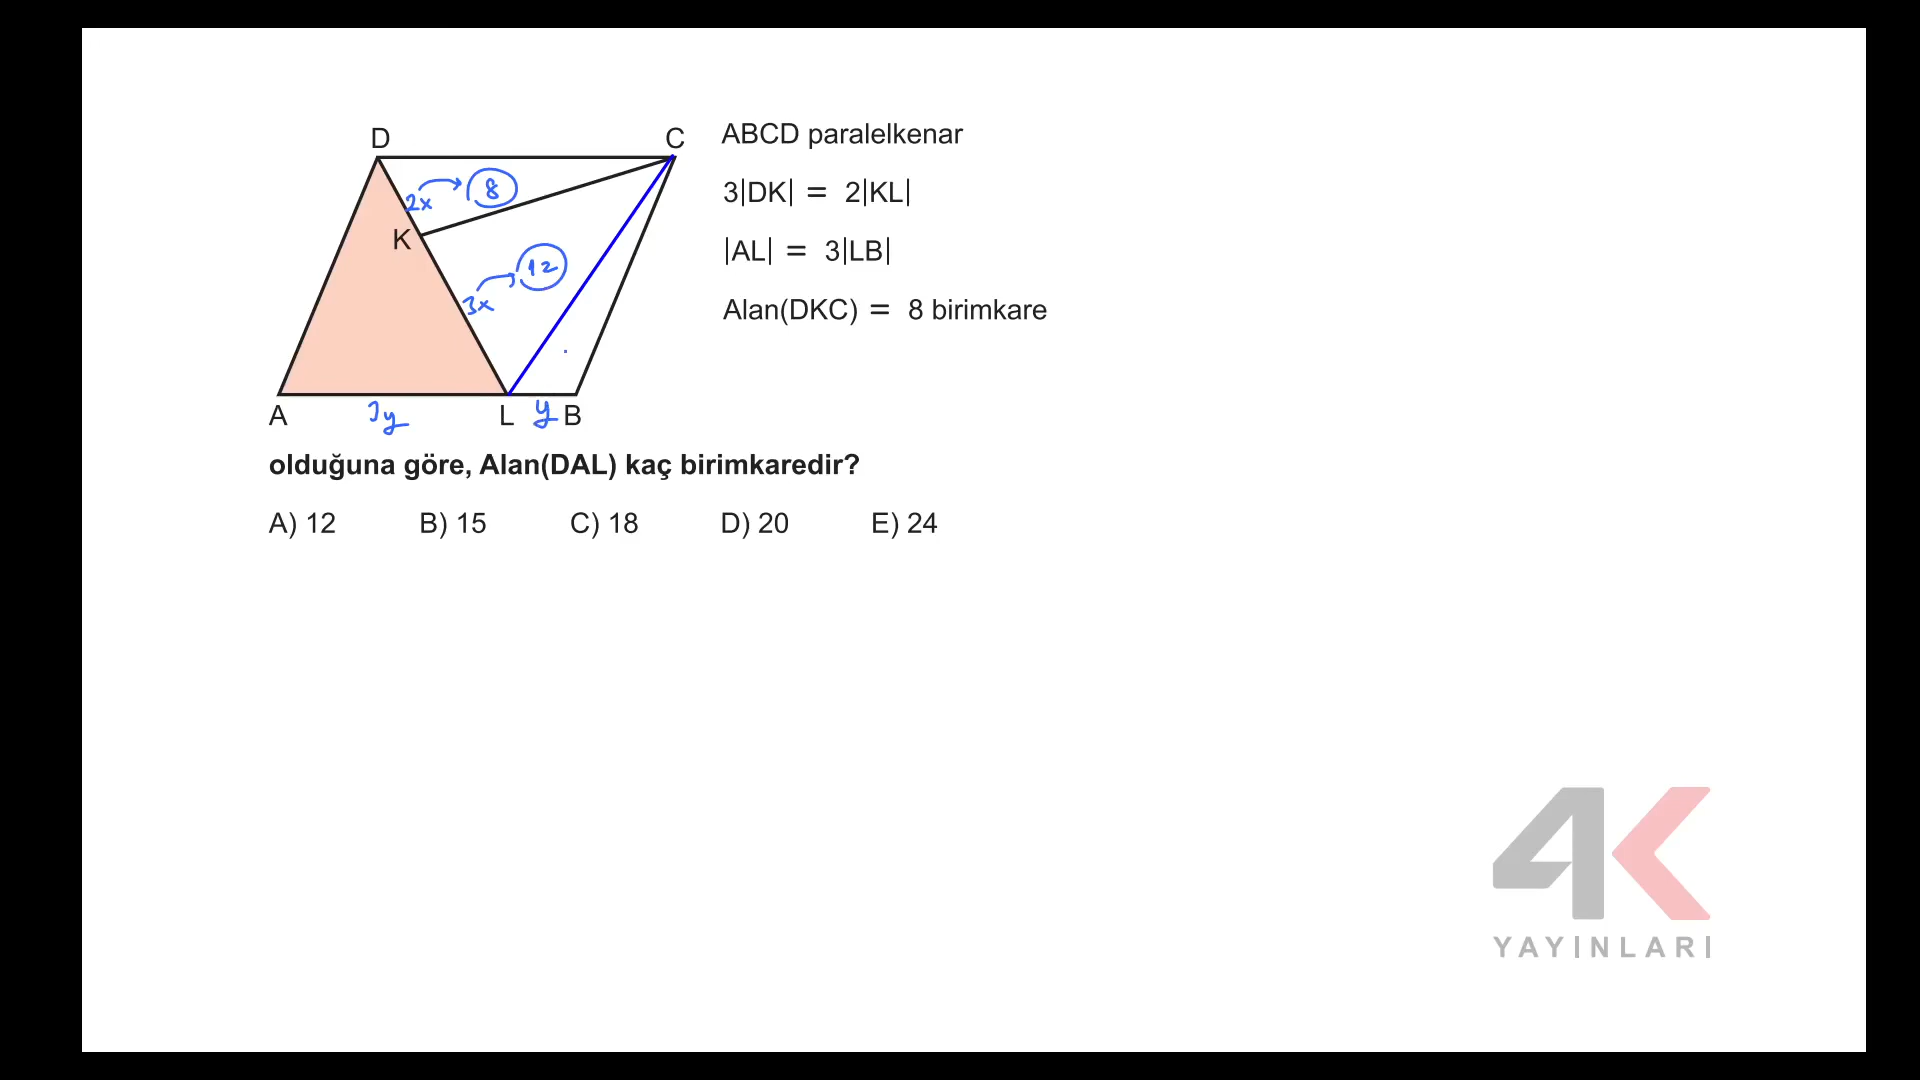 D
C
ABCD paralelkenar
2x
8
3|DK| = 2|KL|
K
12
|AL| = 3|LB|
3x
Alan(DKC) = 8 birimkare
A
3y
L
y
B
olduğuna göre, Alan(DAL) kaç birimkaredir?
A) 12 B) 15 C) 18 D) 20 E) 24
4K
YAYINLARI